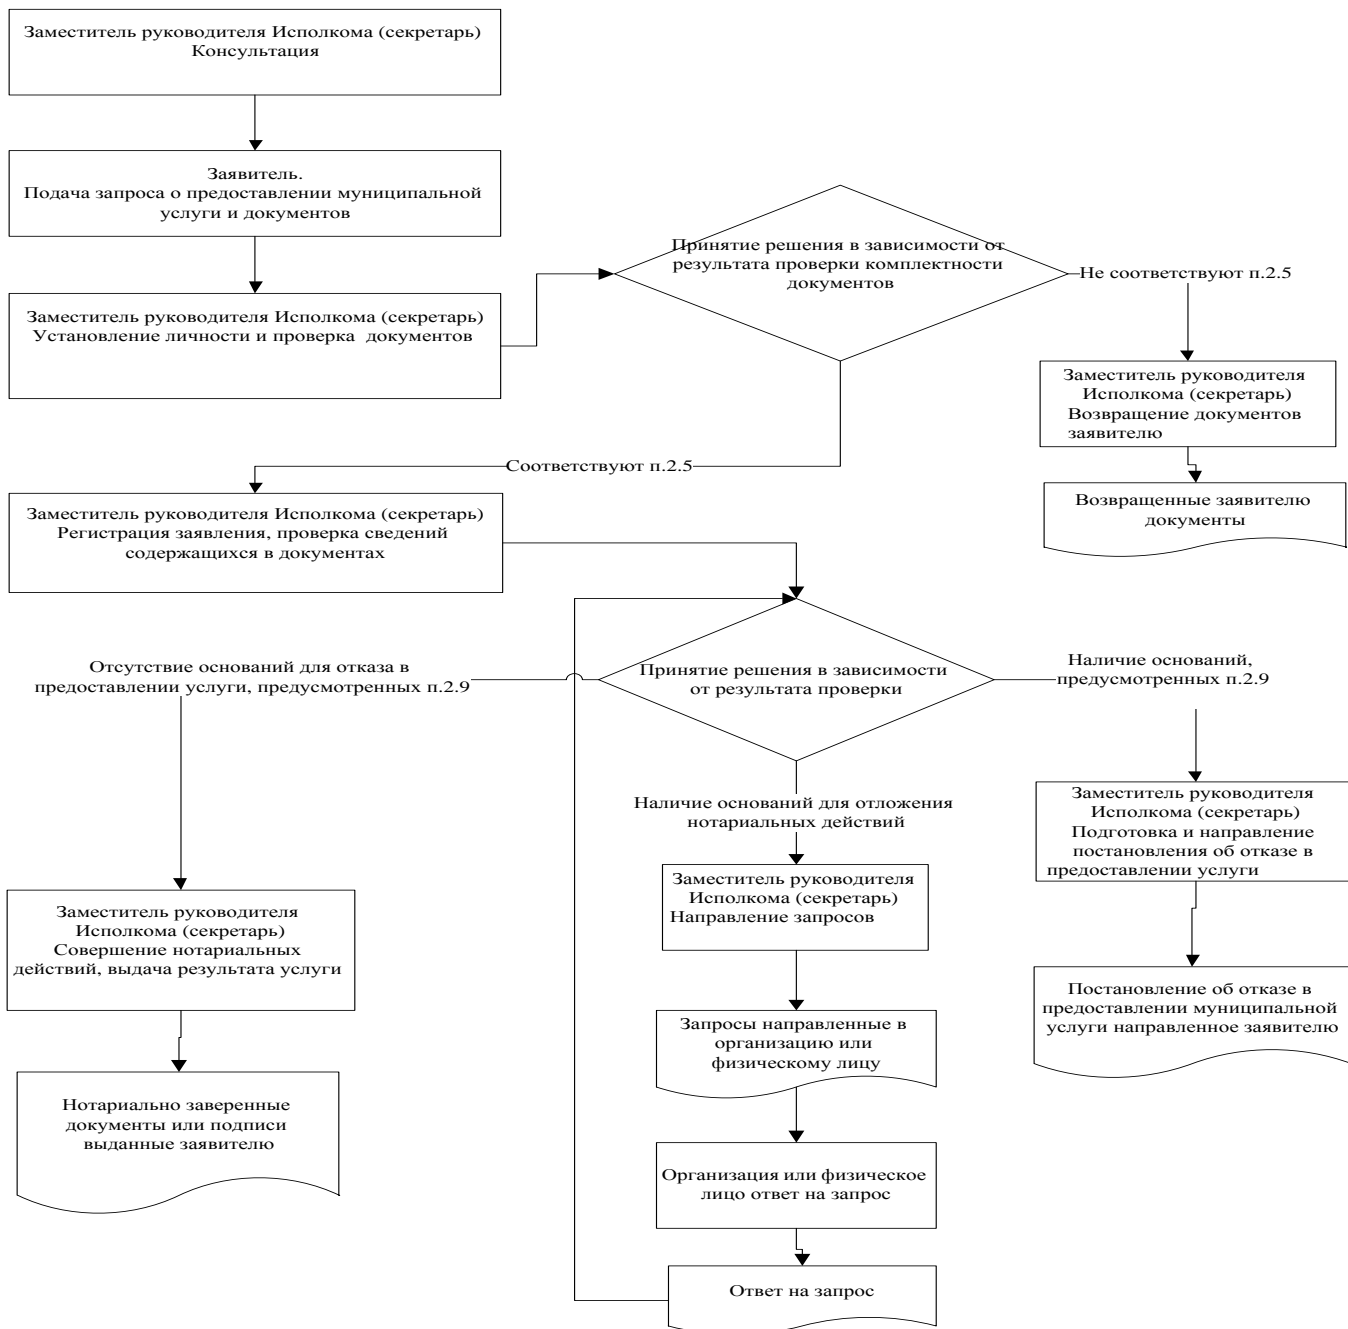 Заместитель руководителя Исполкома (секретарь)
Консультация
Заявитель.
Подача запроса о предоставлении муниципальной
услуги и документов
Принятие решения в зависимости от
результата проверки комплектности
документов
Не соответствуют п.2.5
Заместитель руководителя Исполкома (секретарь)
Установление личности и проверка документов
Заместитель руководителя
Исполкома (секретарь)
Возвращение документов
заявителю
Соответствуют п.2.5
Возвращенные заявителю
документы
Заместитель руководителя Исполкома (секретарь)
Регистрация заявления, проверка сведений
содержащихся в документах
Отсутствие оснований для отказа в
предоставлении услуги, предусмотренных п.2.9
Принятие решения в зависимости
от результата проверки
Наличие оснований,
предусмотренных п.2.9
Наличие оснований для отложения
нотариальных действий
Заместитель руководителя
Исполкома (секретарь)
Подготовка и направление
постановления об отказе в
предоставлении услуги
Заместитель руководителя
Исполкома (секретарь)
Направление запросов
Заместитель руководителя
Исполкома (секретарь)
Совершение нотариальных
действий, выдача результата услуги
Постановление об отказе в
предоставлении муниципальной
услуги направленное заявителю
Запросы направленные в
организацию или
физическому лицу
Нотариально заверенные
документы или подписи
выданные заявителю
Организация или физическое
лицо ответ на запрос
Ответ на запрос